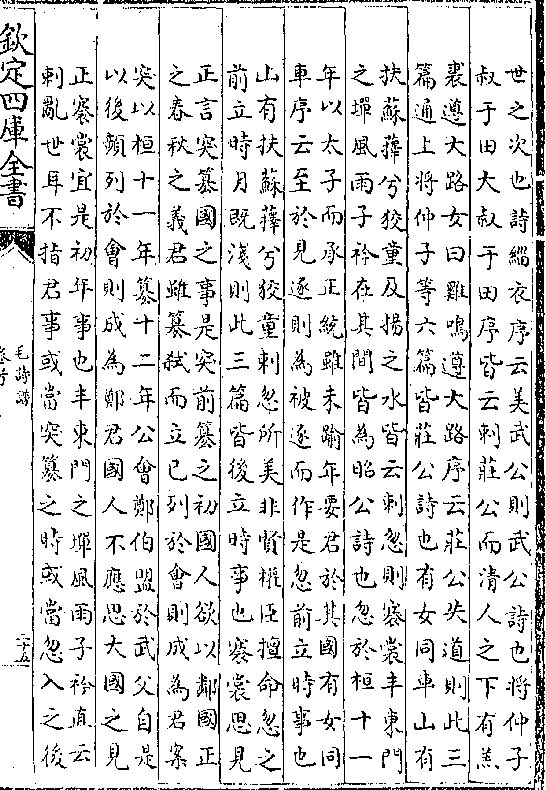 世之次也詩緇衣序云美武公則武公詩也將仲子
叔于田大叔于田序皆云刺莊公而清人之下有羔
裘遵大路女曰雞鳴遵大路序云莊公失道則此三
篇通上將仲子等六篇皆莊公詩也有女同車山有
扶蘇蘀兮狡童及揚之水皆云刺忽則褰裳丰東門
之墠風雨子衿在其間皆為昭公詩也忽於桓十一
年以太子而承正統雖未踰年要君於其國有女同
車序云至於見逐則為被逐而作是忽前立時事也
山有扶蘇蘀兮狡童刺忽所美非賢權臣擅命忽之
前立時月既淺則此三篇皆後立時事也褰裳思見
正言突篡國之事是突前篡之初國人欲以鄰國正
之春秋之義君雖篡弑而立已列於會則成為君案
突以桓十一年篡十二年公會鄭伯盟於武父自是
以後頻列於會則成為鄭君國人不應思大國之見
正褰裳宜是初年事也丰東門之墠風雨子衿直云
刺亂世耳不指君事或當突篡之時或當忽入之後
欽定四庫全書
毛詩譜
二十五